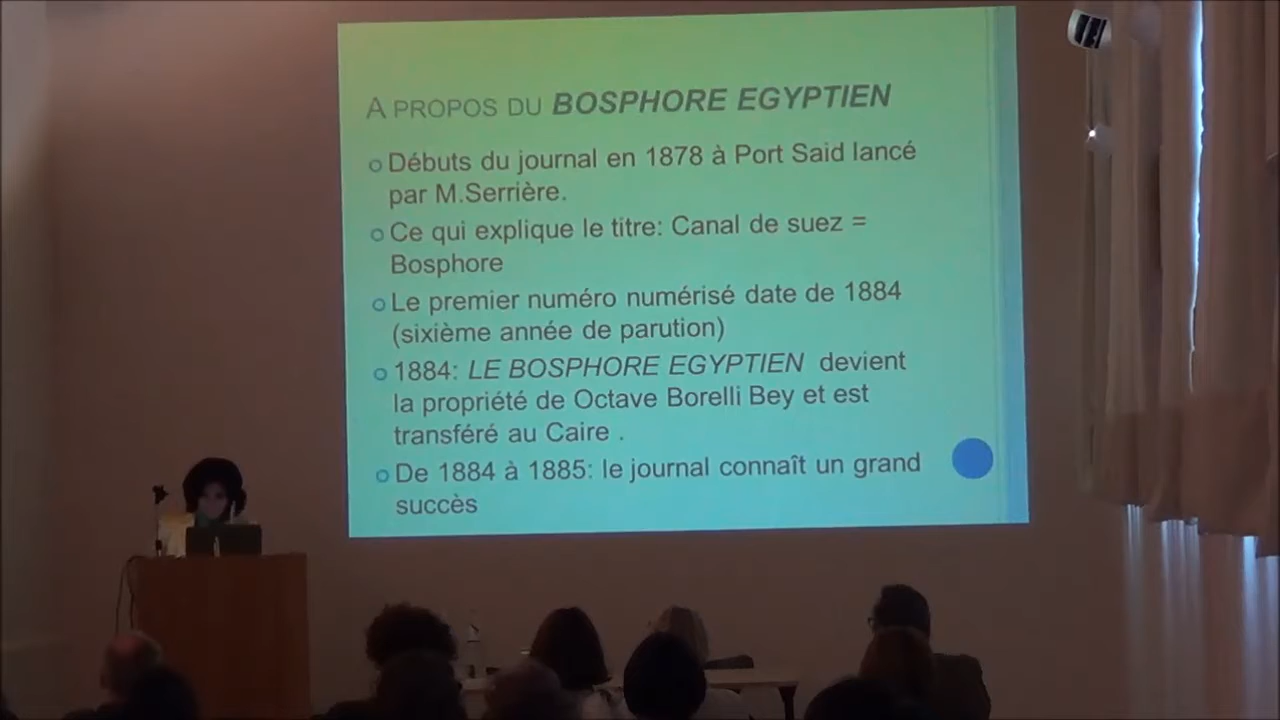 A PROPOS DU BOSPHORE EGYPTIEN
Débuts du journal en 1878 à Port Said lancé
par M.Serrière.
Ce qui explique le titre: Canal de suez =
Bosphore
Le premier numéro numérisé date de 1884
(sixième année de parution)
1884: LE BOSPHORE EGYPTIEN devient
la propriété de Octave Borelli Bey et est
transféré au Caire .
De 1884 à 1885: le journal connaît un grand
succès